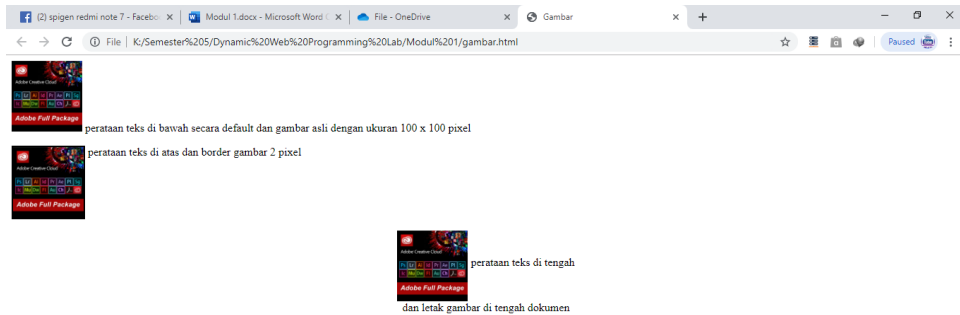 (2) spigen redmi note 7 - Facebo
Modul 1.docx - Microsoft Word
File - OneDrive
Gambar
File | K:/Semester%205/Dynamic%20Web%20Programming%20Lab/Modul%201/gambar.html
Paused
Adobe Creative Cloud
Adobe Full Package
perataan teks di bawah secara default dan gambar asli dengan ukuran 100 x 100 pixel
perataan teks di atas dan border gambar 2 pixel
Adobe Creative Cloud
Adobe Full Package
Adobe Creative Cloud
perataan teks di tengah
Adobe Full Package
dan letak gambar di tengah dokumen